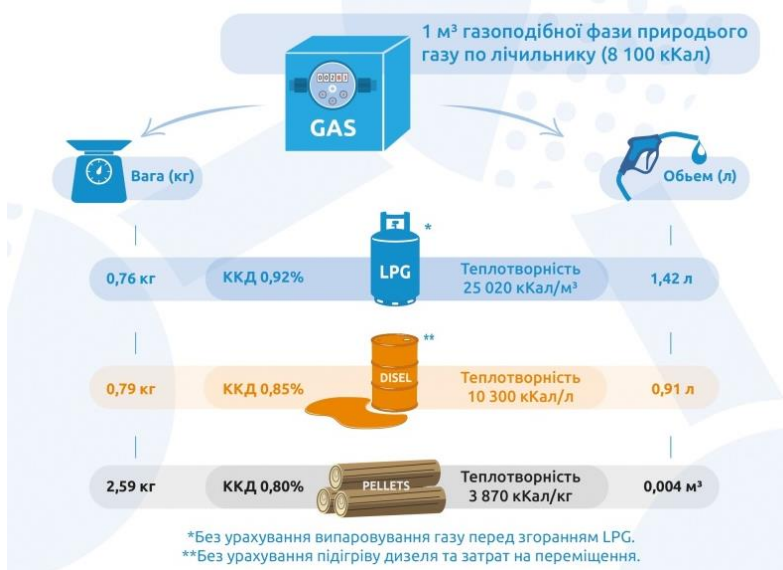 1 м³ газоподібної фази природього
газу по лічильнику (8 100 кКал)
GAS
Вага (кг)
Обьем (л)
*
LPG
0,76 кг
ККД 0,92%
Теплотворність
25 020 кКал/м³
1,42 л
**
DISEL
0,79 кг
ККД 0,85%
Теплотворність
10 300 кКал/л
0,91 л
2,59 кг
ККД 0,80%
PELLETS
Теплотворність
3 870 кКал/кг
0,004 м³
*Без урахування випаровування газу перед згоранням LPG.
**Без урахування підігріву дизеля та затрат на переміщення.